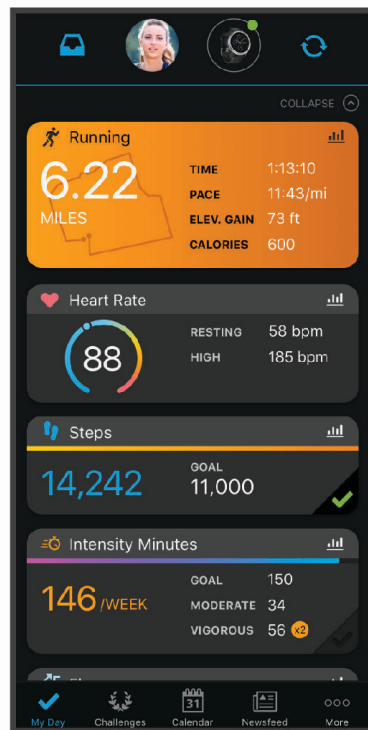 COLLAPSE
Running
6.22
MILES
TIME 1:13:10
PACE 11:43/mi
ELEV. GAIN 73 ft
CALORIES 600
Heart Rate
88
RESTING 58 bpm
HIGH 185 bpm
Steps
14,242
GOAL
11,000
Intensity Minutes
146 /WEEK
GOAL 150
MODERATE 34
VIGOROUS 56 x2
31
My Day Challenges Calendar Newsfeed More